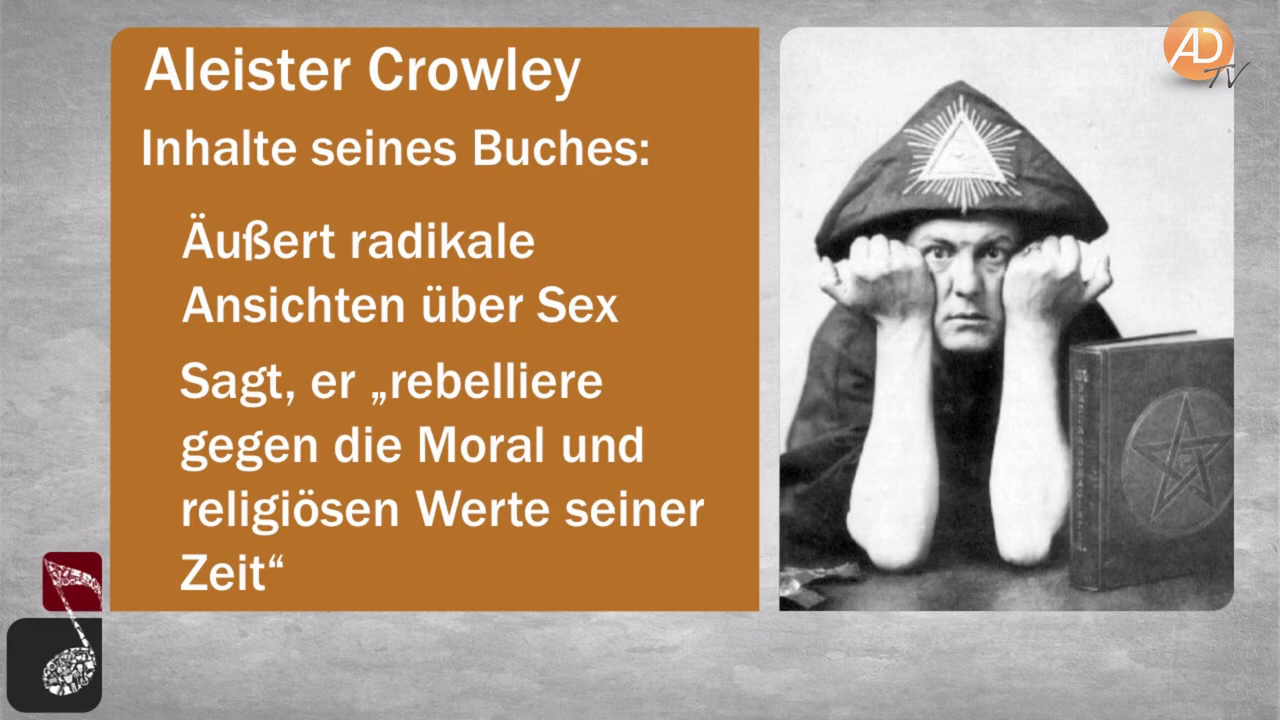 AD
TV
Aleister Crowley
Inhalte seines Buches:
Äußert radikale
Ansichten über Sex
Sagt, er „rebelliere
gegen die Moral und
religiösen Werte seiner
Zeit“